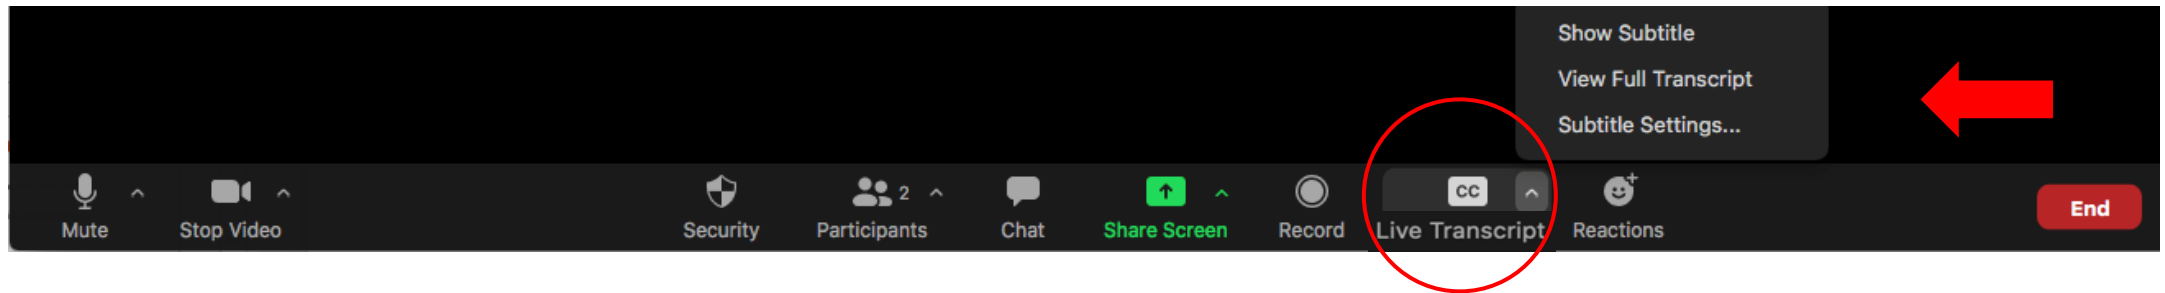 Show Subtitle
View Full Transcript
Subtitle Settings...
CC
2
Mute
Stop Video
Security
Participants
Chat
Share Screen
Record
Live Transcript
Reactions
End